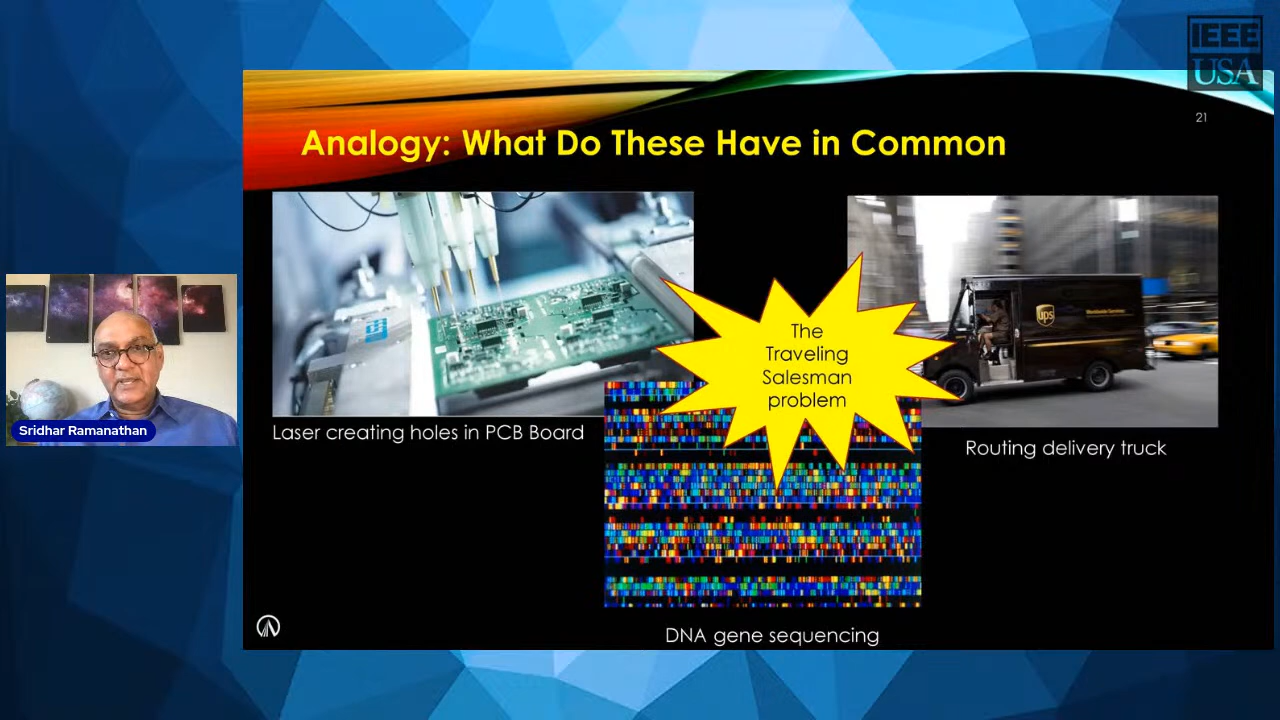 IEEE
USA
21
Analogy: What Do These Have in Common
The
Traveling
Salesman
problem
ups
Sridhar Ramanathan
Laser creating holes in PCB Board
Routing delivery truck
DNA gene sequencing